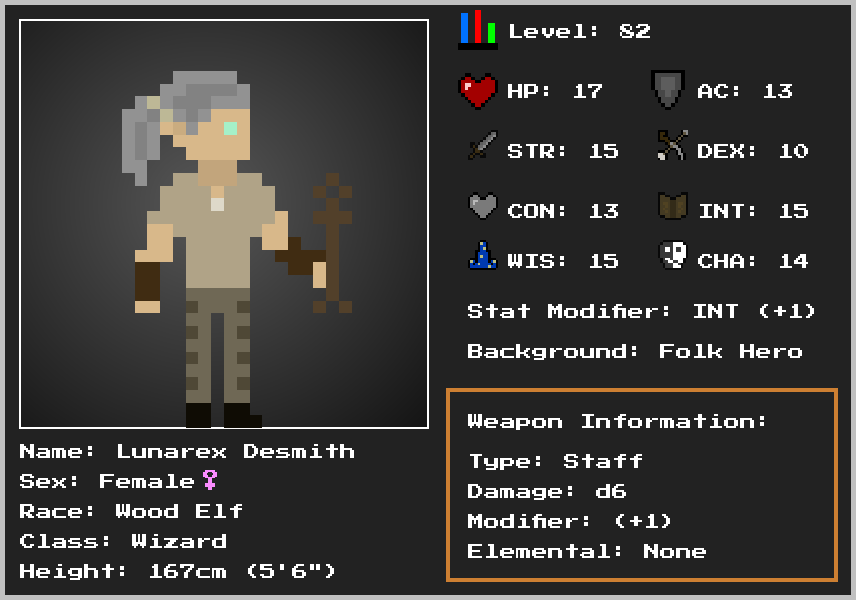 Level: 82
HP: 17
AC: 13
STR: 15
DEX: 10
CON: 13
INT: 15
WIS: 15
CHA: 14
Stat Modifier: INT (+1)
Background: Folk Hero
Weapon Information:
Type: Staff
Damage: d6
Modifier: (+1)
Elemental: None
Name: Lunarex Desmith
Sex: Female♀
Race: Wood Elf
Class: Wizard
Height: 167cm (5'6")